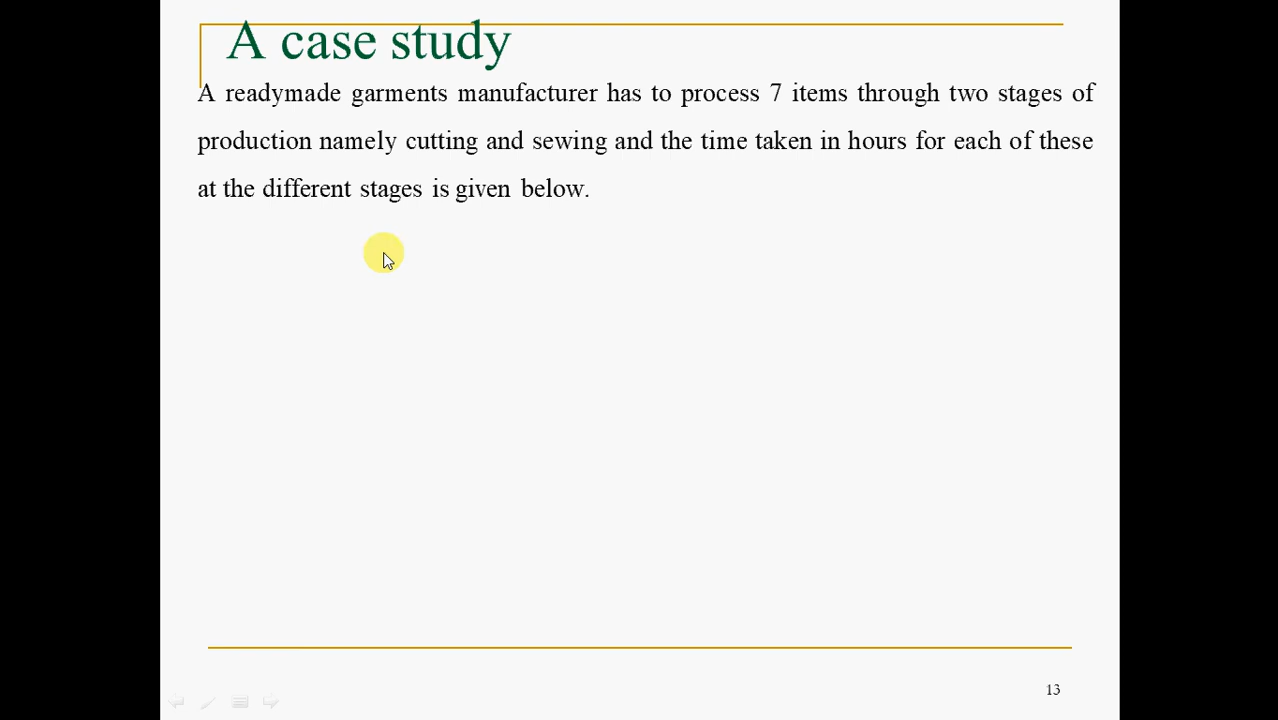 A case study
A readymade garments manufacturer has to process 7 items through two stages of
production namely cutting and sewing and the time taken in hours for each of these
at the different stages is given below.
13